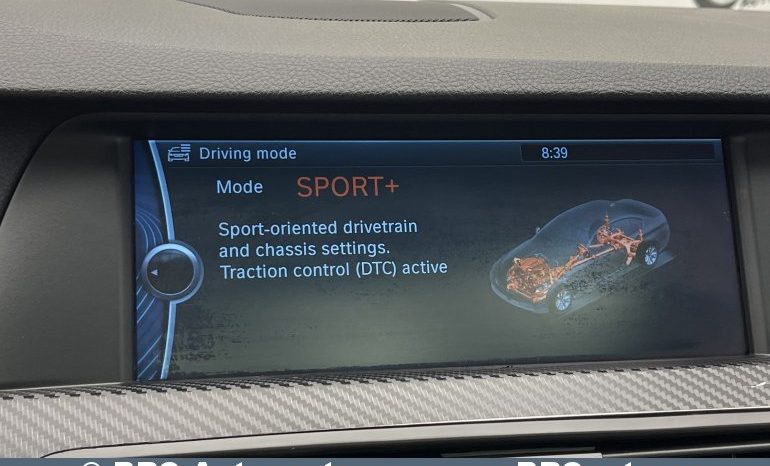 Driving mode
8:39
Mode SPORT+
Sport-oriented drivetrain
and chassis settings.
Traction control (DTC) active